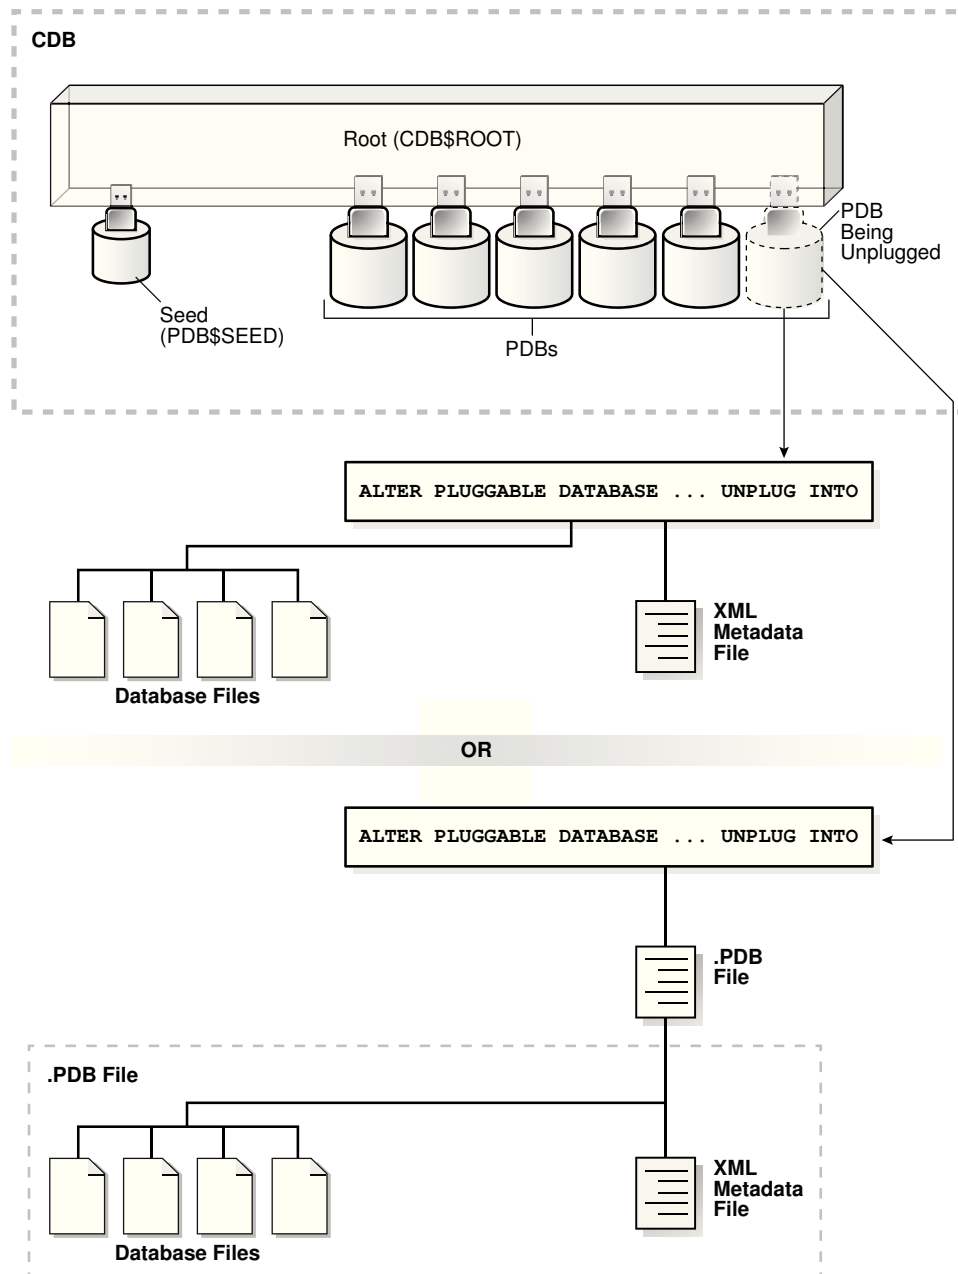 CDB
Root (CDB$ROOT)
PDB
Being
Unplugged
Seed
(PDB$SEED)
PDBs
ALTER PLUGGABLE DATABASE ... UNPLUG INTO
XML
Metadata
File
Database Files
OR
ALTER PLUGGABLE DATABASE ... UNPLUG INTO
.PDB
File
.PDB File
XML
Metadata
File
Database Files